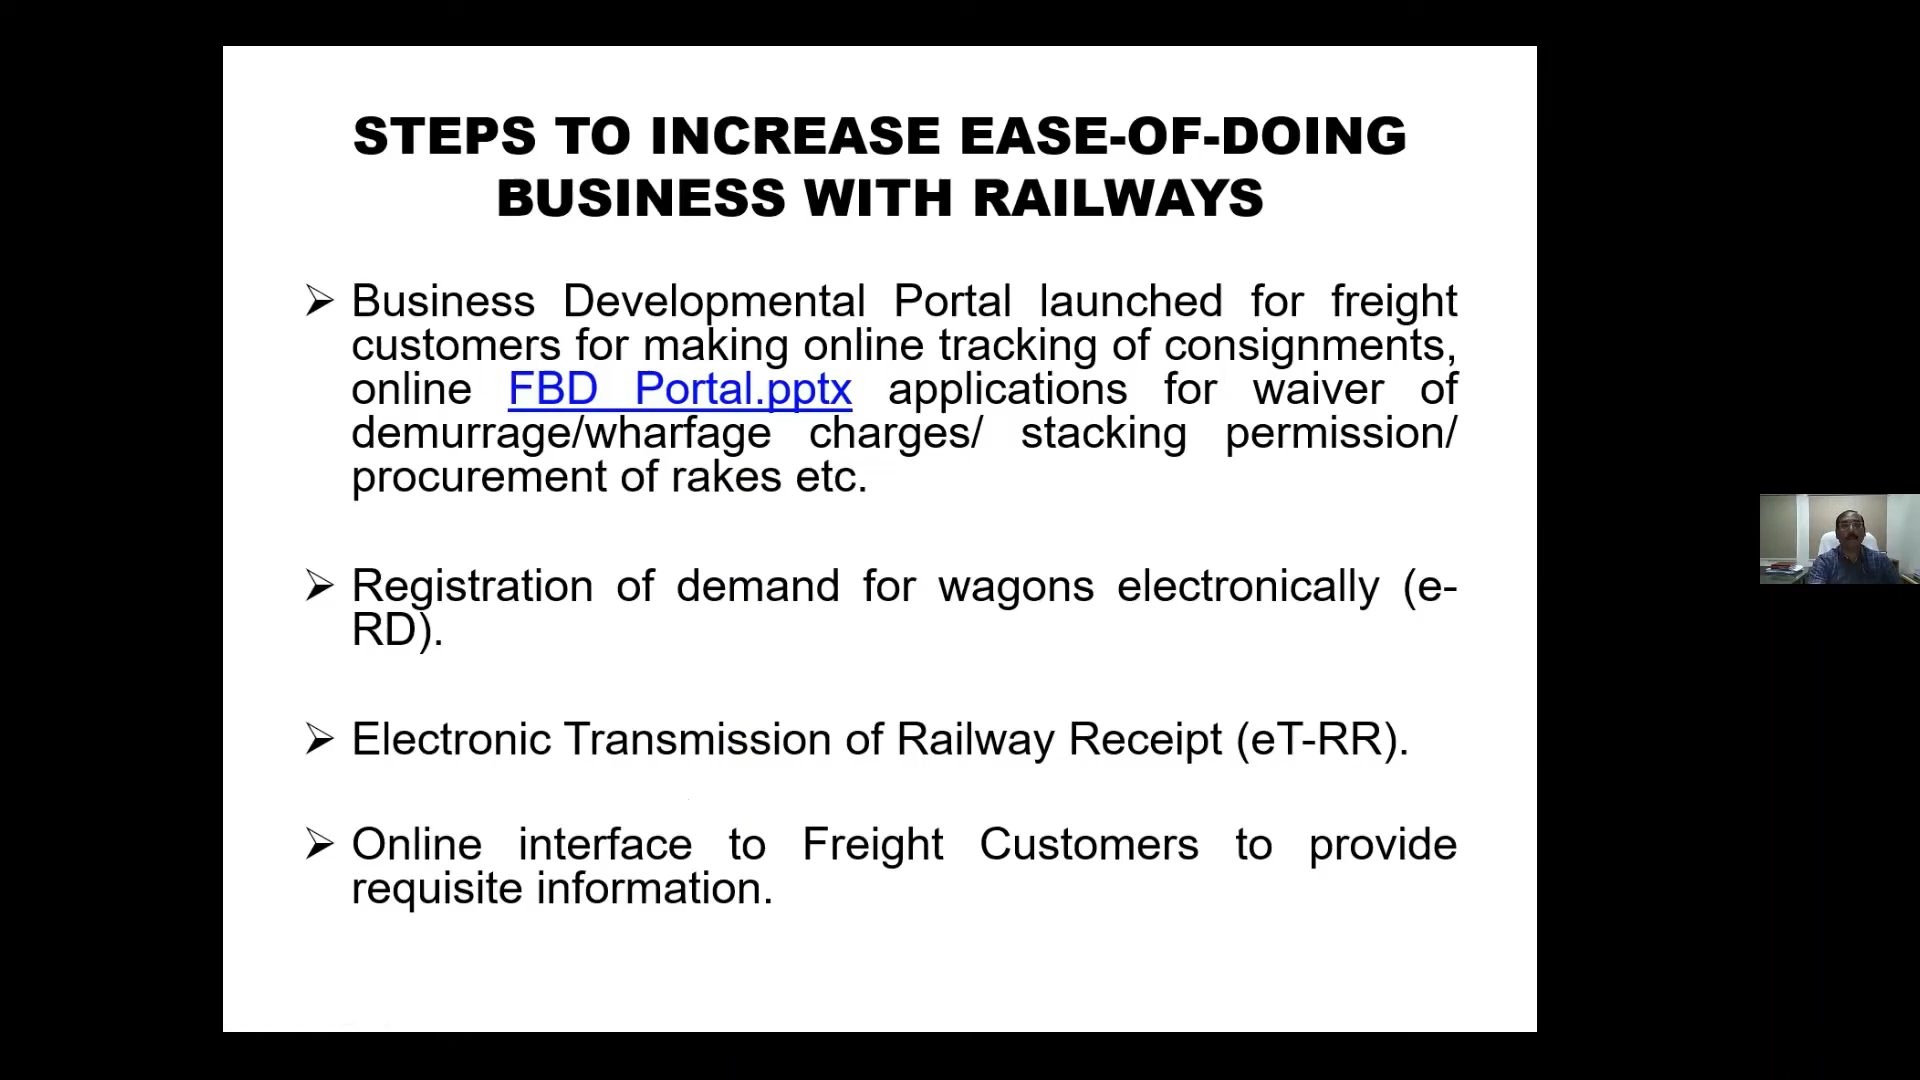 STEPS TO INCREASE EASE-OF-DOING
BUSINESS WITH RAILWAYS
➢ Business Developmental Portal launched for freight
customers for making online tracking of consignments,
online FBD Portal.pptx applications for waiver of
demurrage/wharfage charges/ stacking permission/
procurement of rakes etc.
➢ Registration of demand for wagons electronically (e-
RD).
➢ Electronic Transmission of Railway Receipt (eT-RR).
➢ Online interface to Freight Customers to provide
requisite information.